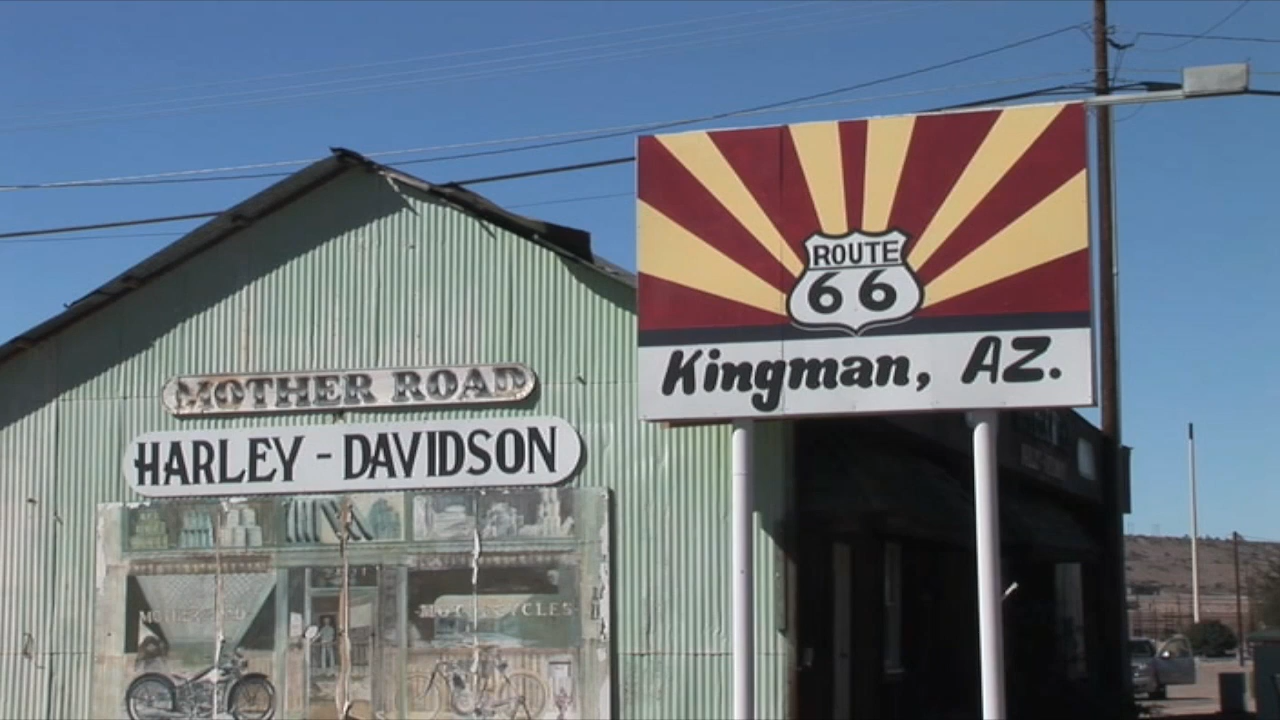 MOTHER ROAD
HARLEY - DAVIDSON
MOTORCYCLES
ROUTE
66
Kingman, AZ.